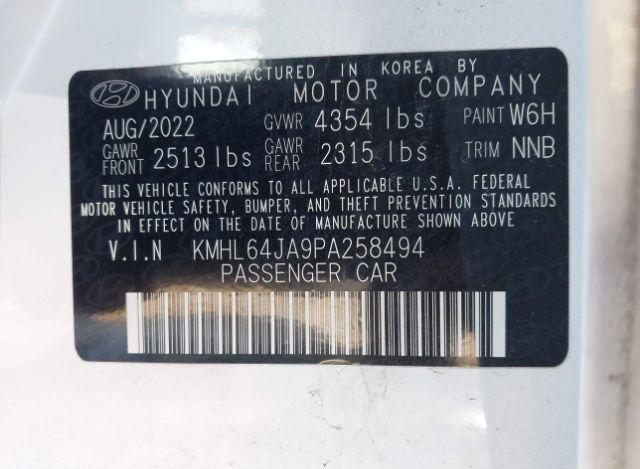 MANUFACTURED IN KOREA BY
HYUNDAI MOTOR COMPANY
AUG/2022 GVWR 4354 lbs PAINT W6H
GAWR FRONT 2513 lbs GAWR REAR 2315 lbs TRIM NNB
THIS VEHICLE CONFORMS TO ALL APPLICABLE U.S.A. FEDERAL
MOTOR VEHICLE SAFETY, BUMPER, AND THEFT PREVENTION STANDARDS
IN EFFECT ON THE DATE OF MANUFACTURE SHOWN ABOVE
V.I.N KMHL64JA9PA258494
PASSENGER CAR